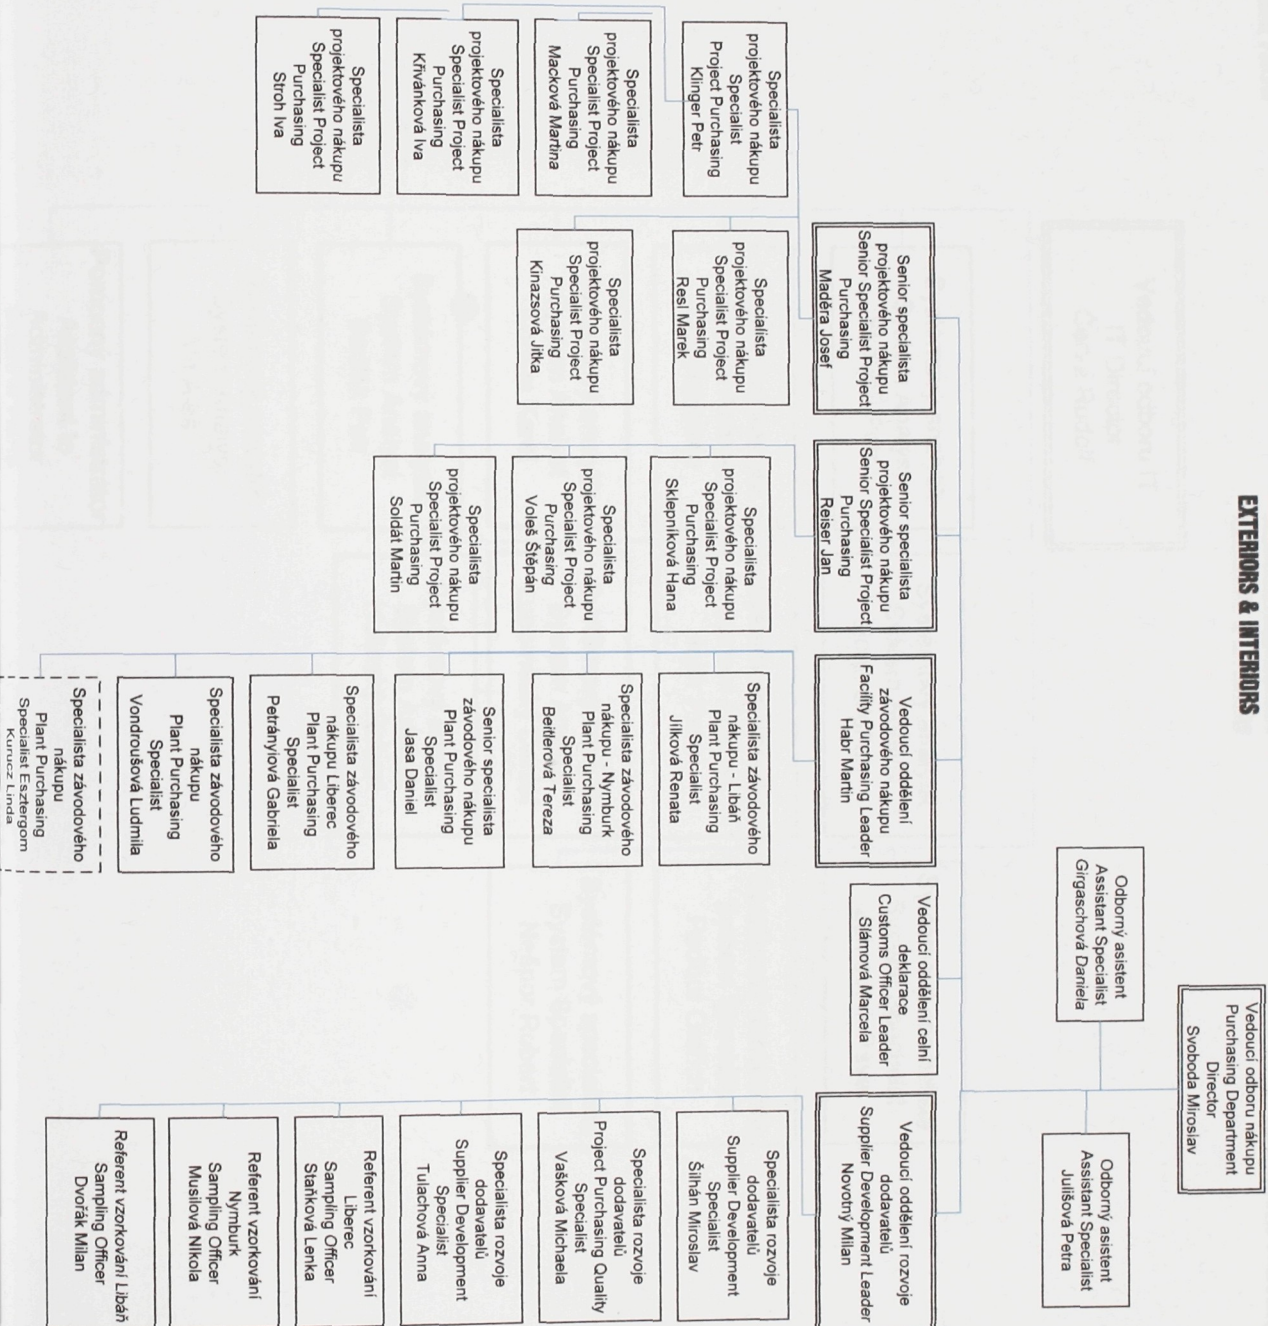 EXTERIORS & INTERIORS
Vedoucí odboru nákupu
Purchasing Department
Director
Svoboda Miroslav
Odborný asistent
Assistant Specialist
Girgaschová Daniela
Odborný asistent
Assistant Specialist
Julišová Petra
Senior specialista
projektového nákupu
Senior Specialist Project
Purchasing
Maděra Josef
Senior specialista
projektového nákupu
Senior Specialist Project
Purchasing
Reiser Jan
Vedoucí oddělení
závodového nákupu
Facility Purchasing Leader
Habr Martin
Vedoucí oddělení celní
deklarace
Customs Officer Leader
Slámová Marcela
Vedoucí oddělení rozvoje
dodavatelů
Supplier Development Leader
Novotný Milan
Specialista
projektového nákupu
Specialist
Project Purchasing
Klinger Petr
Specialista
projektového nákupu
Specialist Project
Purchasing
Macková Martina
Specialista
projektového nákupu
Specialist Project
Purchasing
Křivánková Iva
Specialista
projektového nákupu
Specialist Project
Purchasing
Stroh Iva
Specialista
projektového nákupu
Specialist Project
Purchasing
Resl Marek
Specialista
projektového nákupu
Specialist Project
Purchasing
Kinazsová Jitka
Specialista
projektového nákupu
Specialist Project
Purchasing
Sklepníková Hana
Specialista
projektového nákupu
Specialist Project
Purchasing
Voleš Štěpán
Specialista
projektového nákupu
Specialist Project
Purchasing
Soldát Martin
Specialista závodového
nákupu - Libáň
Plant Purchasing
Specialist
Jílková Renata
Specialista závodového
nákupu - Nymburk
Plant Purchasing
Specialist
Beitlerová Tereza
Senior specialista
závodového nákupu
Plant Purchasing
Specialist
Jasa Daniel
Specialista závodového
nákupu Liberec
Plant Purchasing
Specialist
Petrányiová Gabriela
Specialista závodového
nákupu
Plant Purchasing
Specialist
Vondroušová Ludmila
Specialista závodového
nákupu
Plant Purchasing
Specialist Esztergom
Kurucz Linda
Specialista rozvoje
dodavatelů
Supplier Development
Specialist
Šilhán Miroslav
Specialista rozvoje
dodavatelů
Project Purchasing Quality
Specialist
Vašková Michaela
Specialista rozvoje
dodavatelů
Supplier Development
Specialist
Tulachová Anna
Referent vzorkování
Liberec
Sampling Officer
Staňková Lenka
Referent vzorkování
Nymburk
Sampling Officer
Musilová Nikola
Referent vzorkování Libáň
Sampling Officer
Dvořák Milan
Vedoucí odboru IT
IT Director